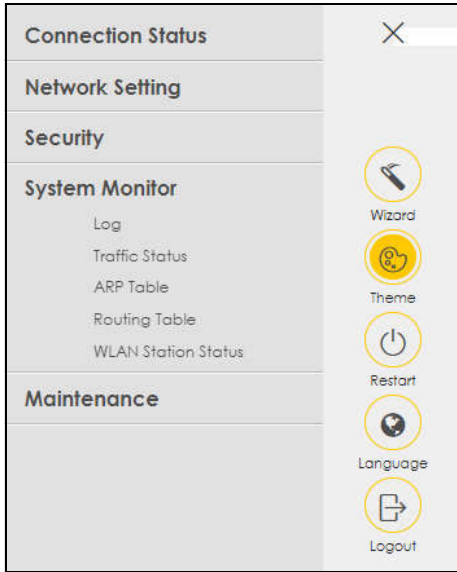 Connection Status
Network Setting
Security
System Monitor
Log
Traffic Status
ARP Table
Routing Table
WLAN Station Status
Maintenance
Wizard
Theme
Restart
Language
Logout